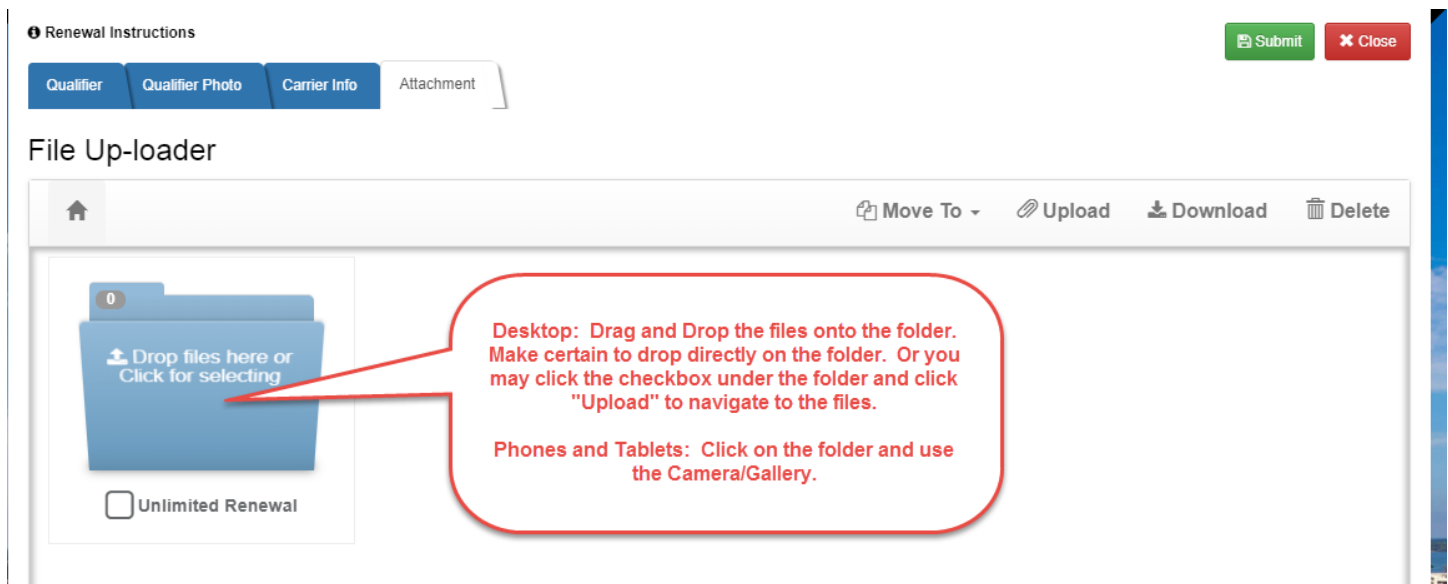 Renewal Instructions
Submit
Close
Qualifier
Qualifier Photo
Carrier Info
Attachment
File Up-loader
Move To
Upload
Download
Delete
0
Drop files here or
Click for selecting
Unlimited Renewal
Desktop: Drag and Drop the files onto the folder.
Make certain to drop directly on the folder. Or you
may click the checkbox under the folder and click
"Upload" to navigate to the files.
Phones and Tablets: Click on the folder and use
the Camera/Gallery.